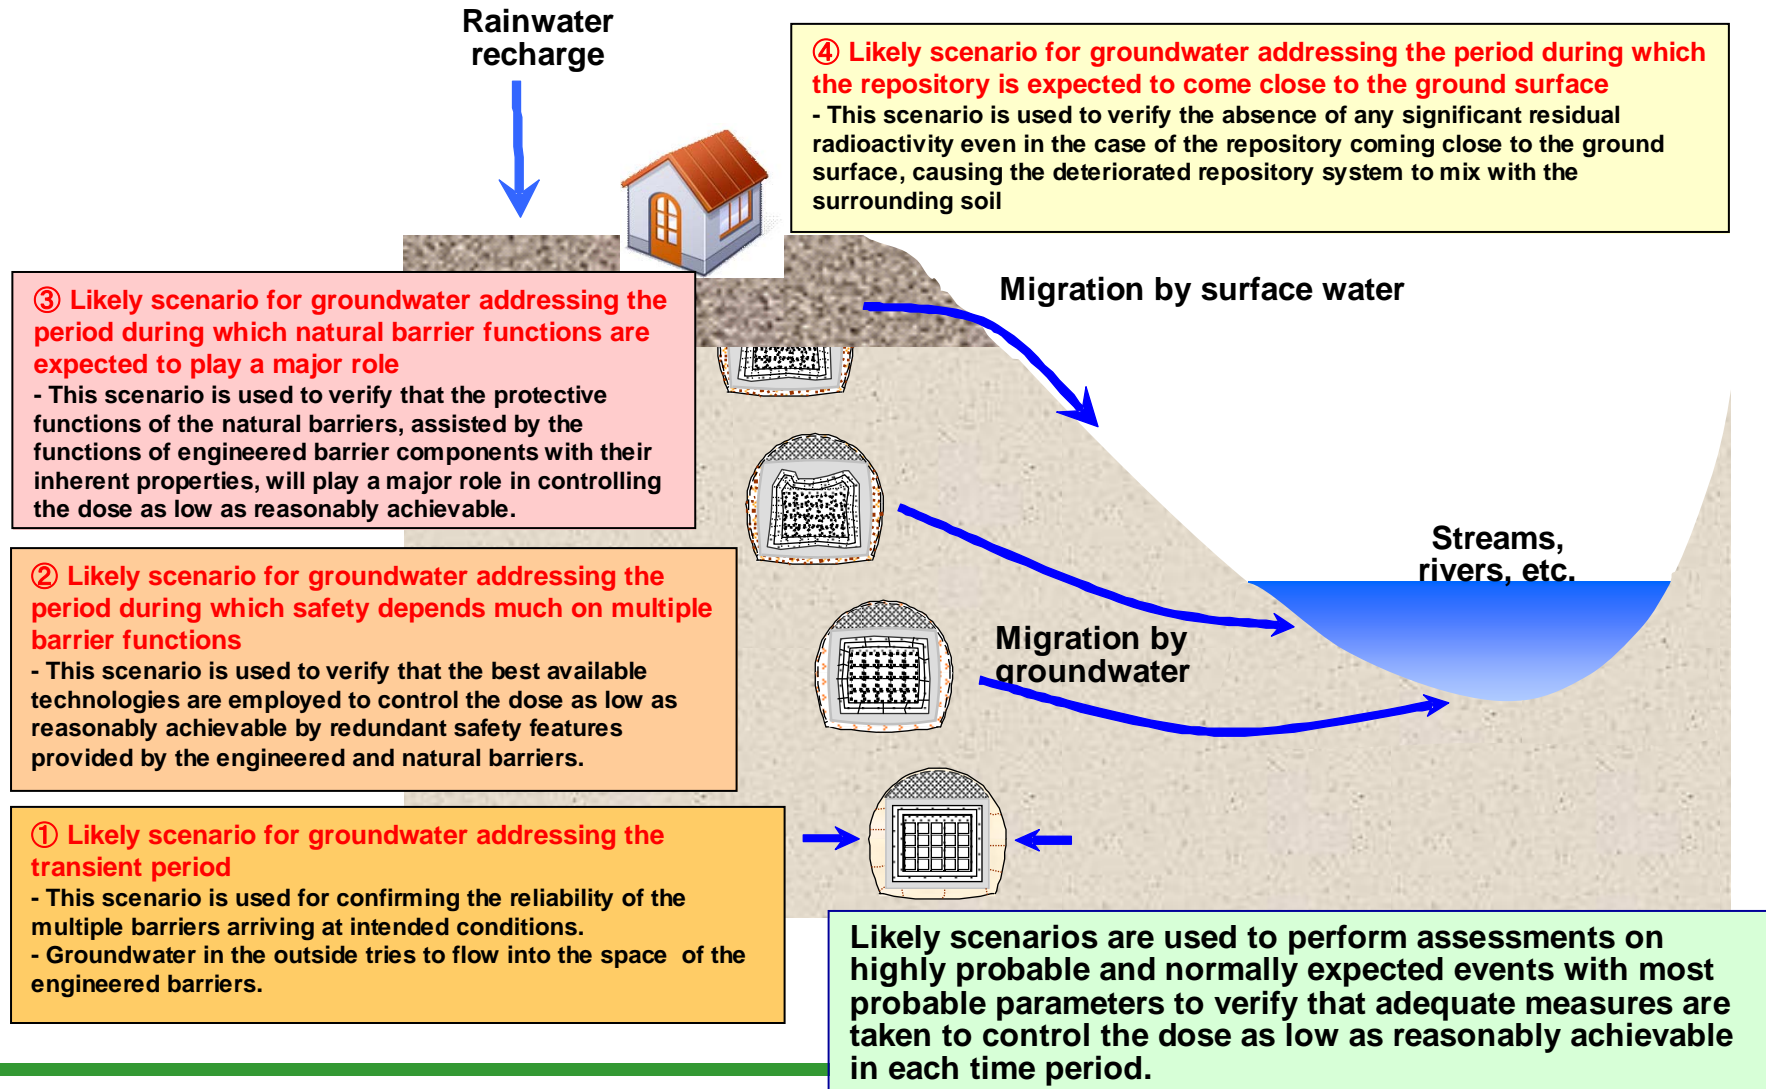 Rainwater
recharge
④ Likely scenario for groundwater addressing the period during which
the repository is expected to come close to the ground surface
- This scenario is used to verify the absence of any significant residual
radioactivity even in the case of the repository coming close to the ground
surface, causing the deteriorated repository system to mix with the
surrounding soil
③ Likely scenario for groundwater addressing the
period during which natural barrier functions are
expected to play a major role
- This scenario is used to verify that the protective
functions of the natural barriers, assisted by the
functions of engineered barrier components with their
inherent properties, will play a major role in controlling
the dose as low as reasonably achievable.
Migration by surface water
Streams,
rivers, etc.
② Likely scenario for groundwater addressing the
period during which safety depends much on multiple
barrier functions
- This scenario is used to verify that the best available
technologies are employed to control the dose as low as
reasonably achievable by redundant safety features
provided by the engineered and natural barriers.
Migration by
groundwater
① Likely scenario for groundwater addressing the
transient period
- This scenario is used for confirming the reliability of the
multiple barriers arriving at intended conditions.
- Groundwater in the outside tries to flow into the space  of the
engineered barriers.
Likely scenarios are used to perform assessments on
highly probable and normally expected events with most
probable parameters to verify that adequate measures are
taken to control the dose as low as reasonably achievable
in each time period.